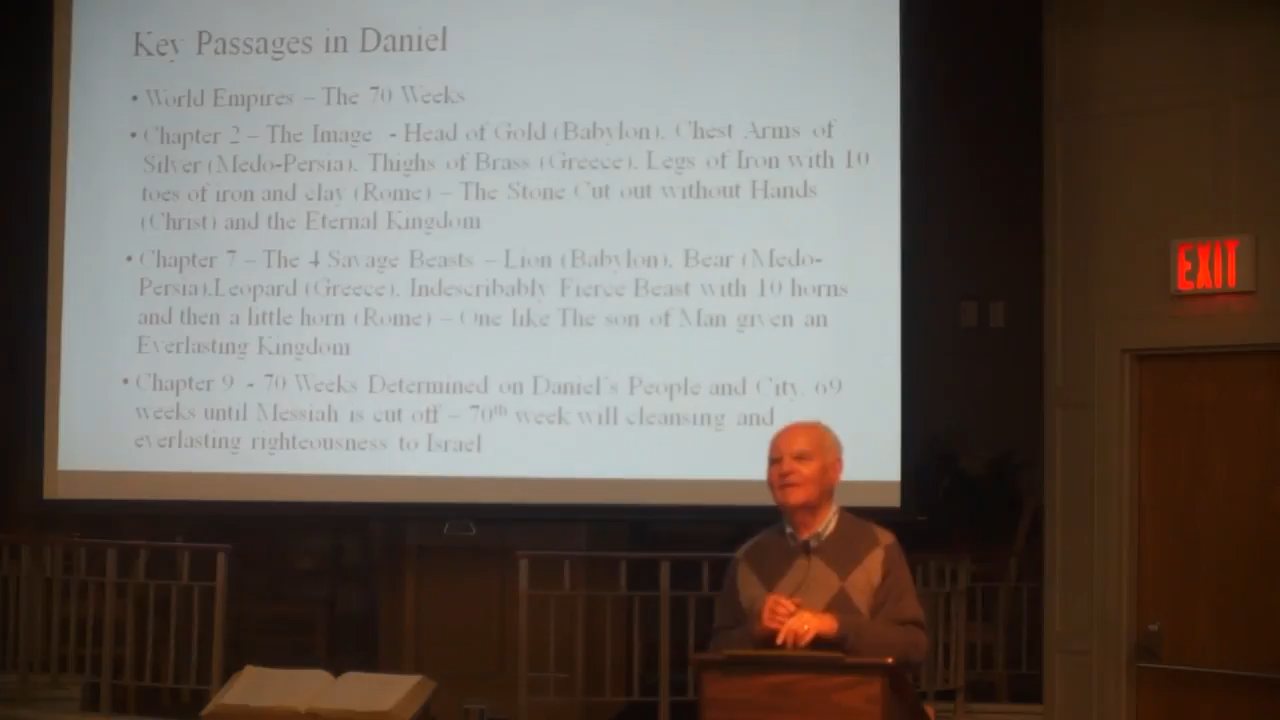 Key Passages in Daniel
• World Empires – The 70 Weeks
• Chapter 2 – The Image - Head of Gold (Babylon), Chest Arms of
Silver (Medo-Persia), Thighs of Brass (Greece), Legs of Iron with 10
toes of iron and clay (Rome) – The Stone Cut out without Hands
(Christ) and the Eternal Kingdom
• Chapter 7 – The 4 Savage Beasts – Lion (Babylon), Bear (Medo-
Persia),Leopard (Greece), Indescribably Fierce Beast with 10 horns
and then a little horn (Rome) – One like The son of Man given an
Everlasting Kingdom
• Chapter 9 - 70 Weeks Determined on Daniel's People and City, 69
weeks until Messiah is cut off – 70th week will cleansing and
everlasting righteousness to Israel
EXIT